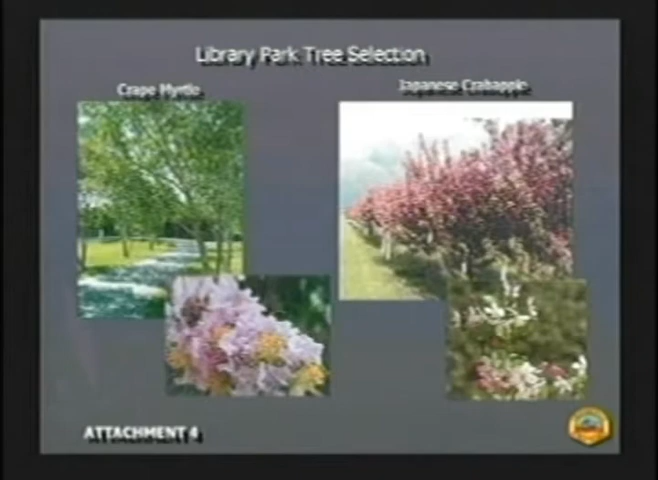 Library Park Tree Selection
Crape Myrtle
Japanese Crabapple
ATTACHMENT 4